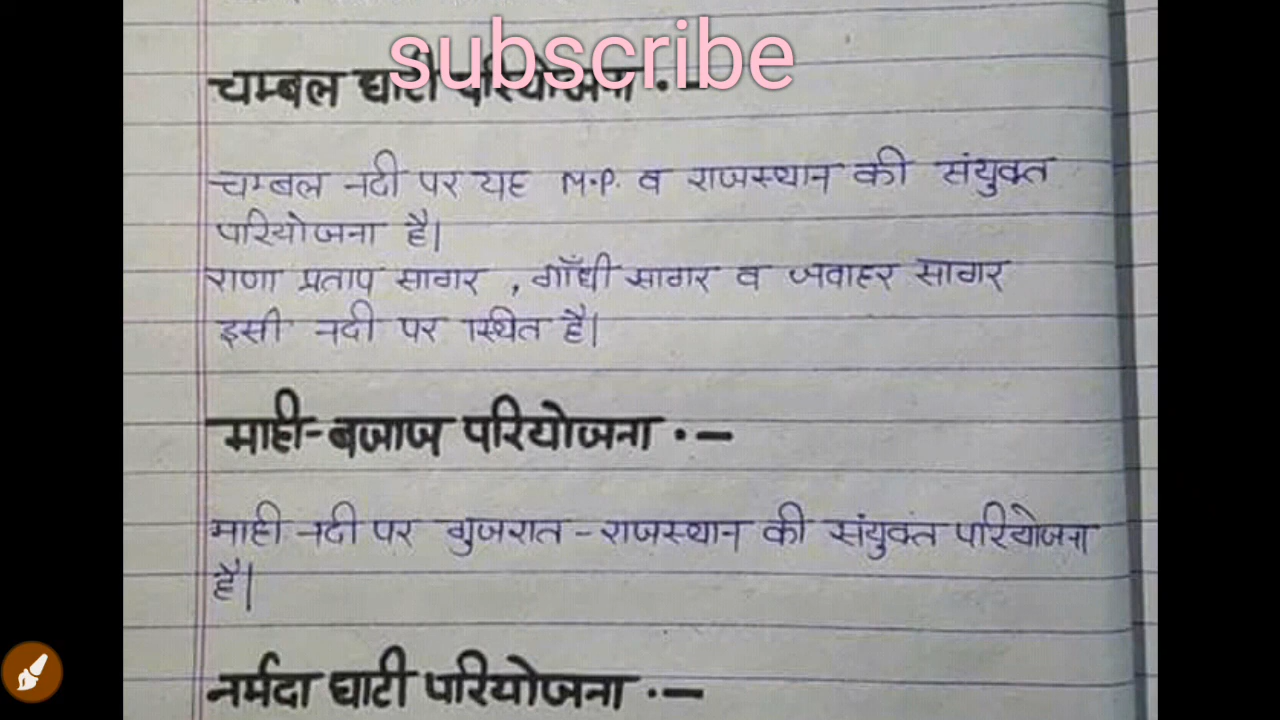 subscribe
चम्बल घाटी परियोजना :-
चम्बल नदी पर यह M.P. व राजस्थान की संयुक्त
परियोजना है।
राणा प्रताप सागर , गाँधी सागर व जवाहर सागर
इसी नदी पर स्थित है।
माही-बजाज परियोजना :-
माही नदी पर गुजरात - राजस्थान की संयुक्त परियोजना
है।
नर्मदा घाटी परियोजना :-